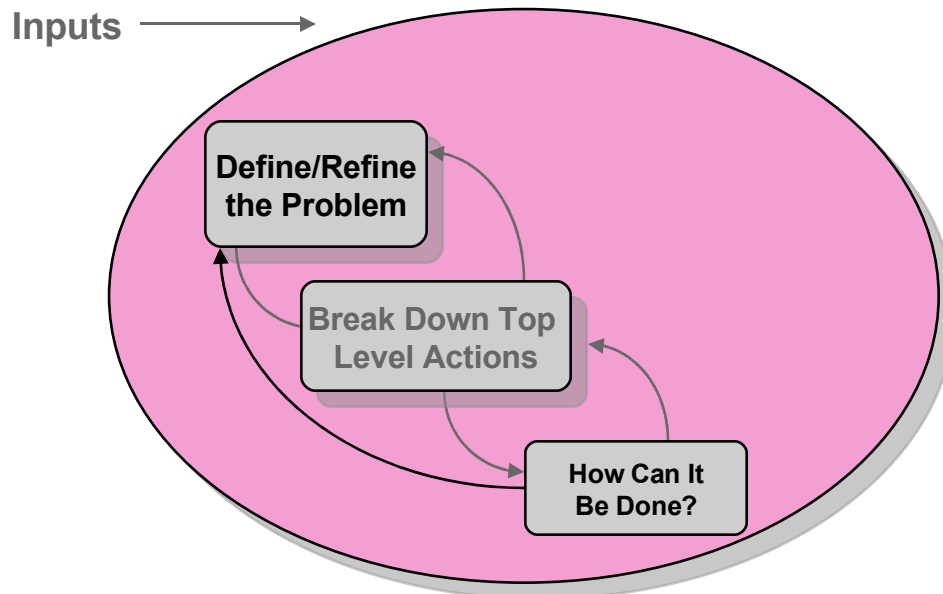 Inputs
Define/Refine
the Problem
Break Down Top
Level Actions
How Can It
Be Done?